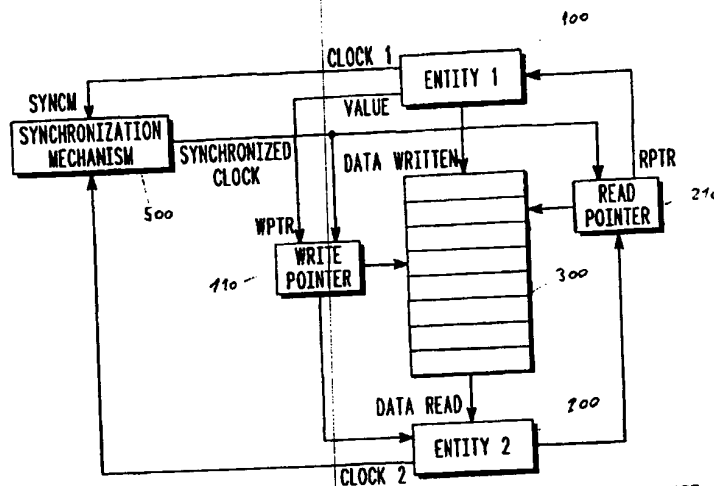 100
CLOCK 1
ENTITY 1
SYNCM
VALUE
SYNCHRONIZATION
MECHANISM
SYNCHRONIZED
CLOCK
DATA WRITTEN
RPTR
500
READ
POINTER
210
WPTR
WRITE
POINTER
110
300
DATA READ
200
ENTITY 2
CLOCK 2